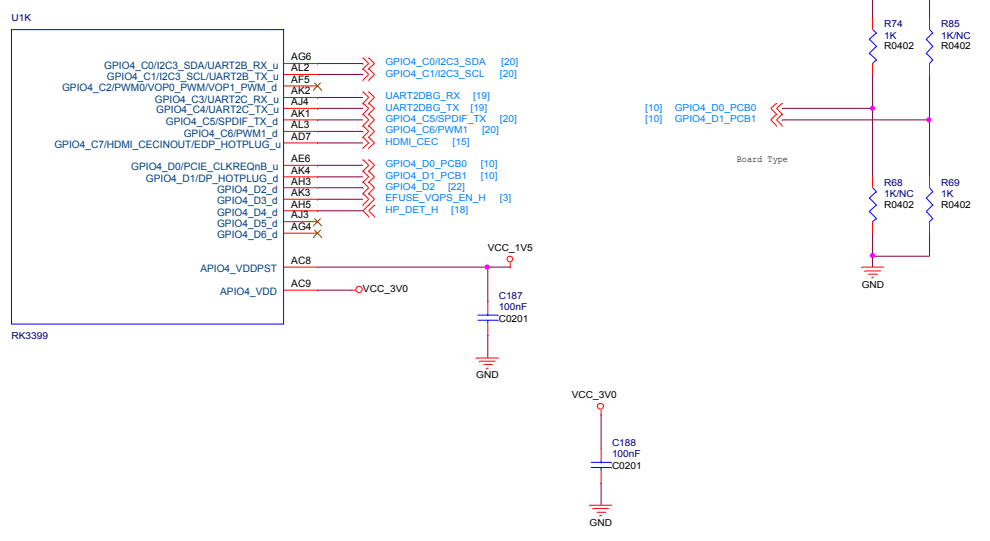 U1K
GPIO4_C0/I2C3_SDA/UART2B_RX_u AG6 GPIO4_C0/I2C3_SDA [20]
GPIO4_C1/I2C3_SCL/UART2B_TX_u AL2 GPIO4_C1/I2C3_SCL [20]
GPIO4_C2/PWM0/VOP0_PWM/VOP1_PWM_d AF5
GPIO4_C3/UART2C_RX_u AK2 UART2DBG_RX [19]
GPIO4_C4/UART2C_TX_u AJ4 UART2DBG_TX [19]
GPIO4_C5/SPDIF_TX_d AK1 GPIO4_C5/SPDIF_TX [20]
GPIO4_C6/PWM1_d AL3 GPIO4_C6/PWM1 [20]
GPIO4_C7/HDMI_CECINOUT/EDP_HOTPLUG_u AD7 HDMI_CEC [15]
GPIO4_D0/PCIE_CLKREQnB_u AE6 GPIO4_D0_PCB0 [10]
GPIO4_D1/DP_HOTPLUG_d AK4 GPIO4_D1_PCB1 [10]
GPIO4_D2_d AH3 GPIO4_D2 [22]
GPIO4_D3_d AK3 EFUSE_VQPS_EN_H [3]
GPIO4_D4_d AH5 HP_DET_H [18]
GPIO4_D5_d AJ3
GPIO4_D6_d AG4
APIO4_VDDPST AC8
VCC_1V5
APIO4_VDD AC9 VCC_3V0
C187
100nF
C0201
GND
RK3399
R74
1K
R0402
R85
1K/NC
R0402
[10] GPIO4_D0_PCB0
[10] GPIO4_D1_PCB1
Board Type
R68
1K/NC
R0402
R69
1K
R0402
GND
VCC_3V0
C188
100nF
C0201
GND